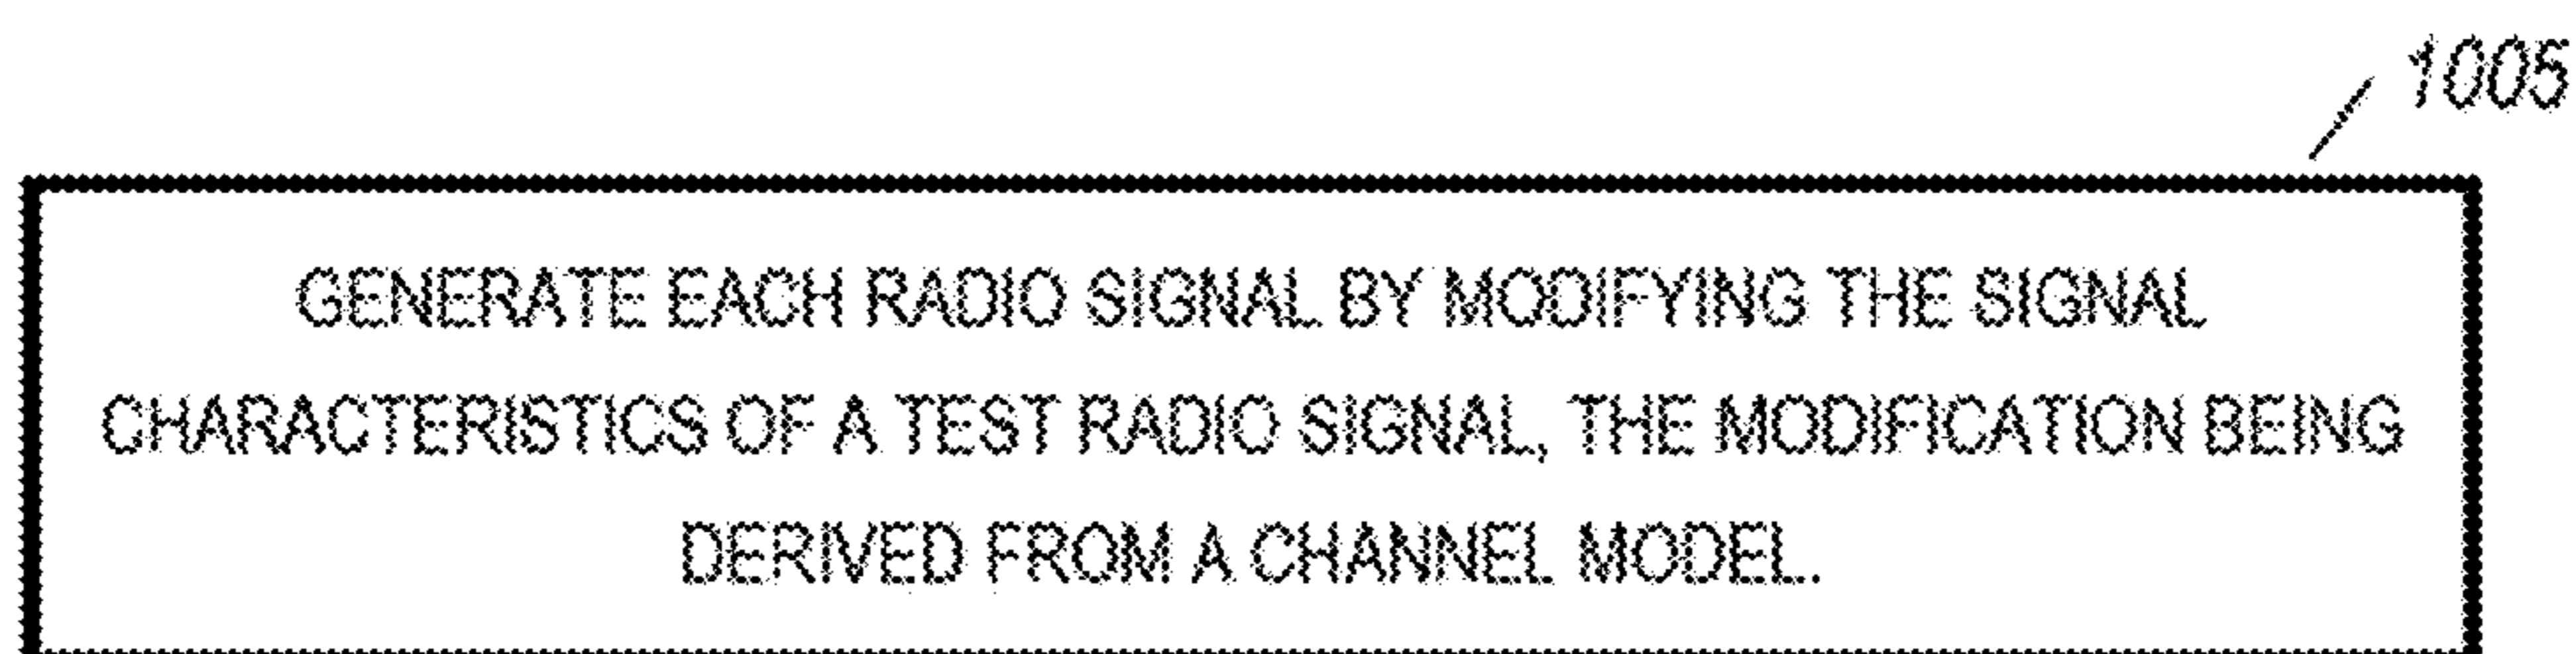 1005
GENERATE EACH RADIO SIGNAL BY MODIFYING THE SIGNAL
CHARACTERISTICS OF A TEST RADIO SIGNAL, THE MODIFICATION BEING
DERIVED FROM A CHANNEL MODEL.